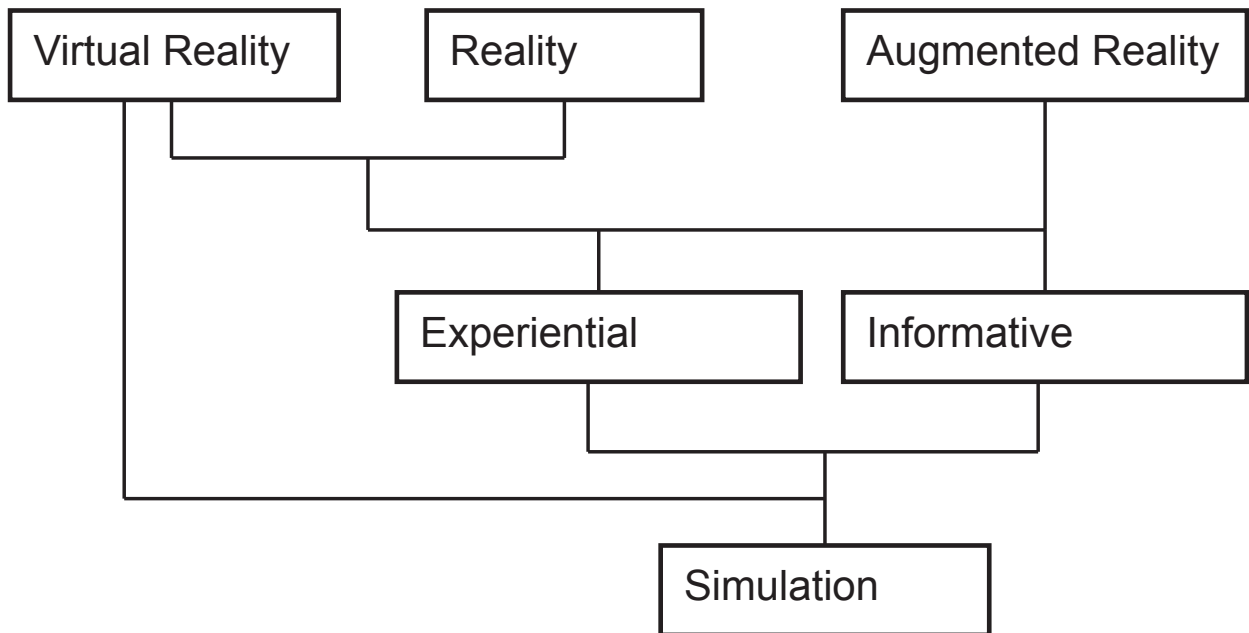 Virtual Reality
Reality
Augmented Reality
Experiential
Informative
Simulation